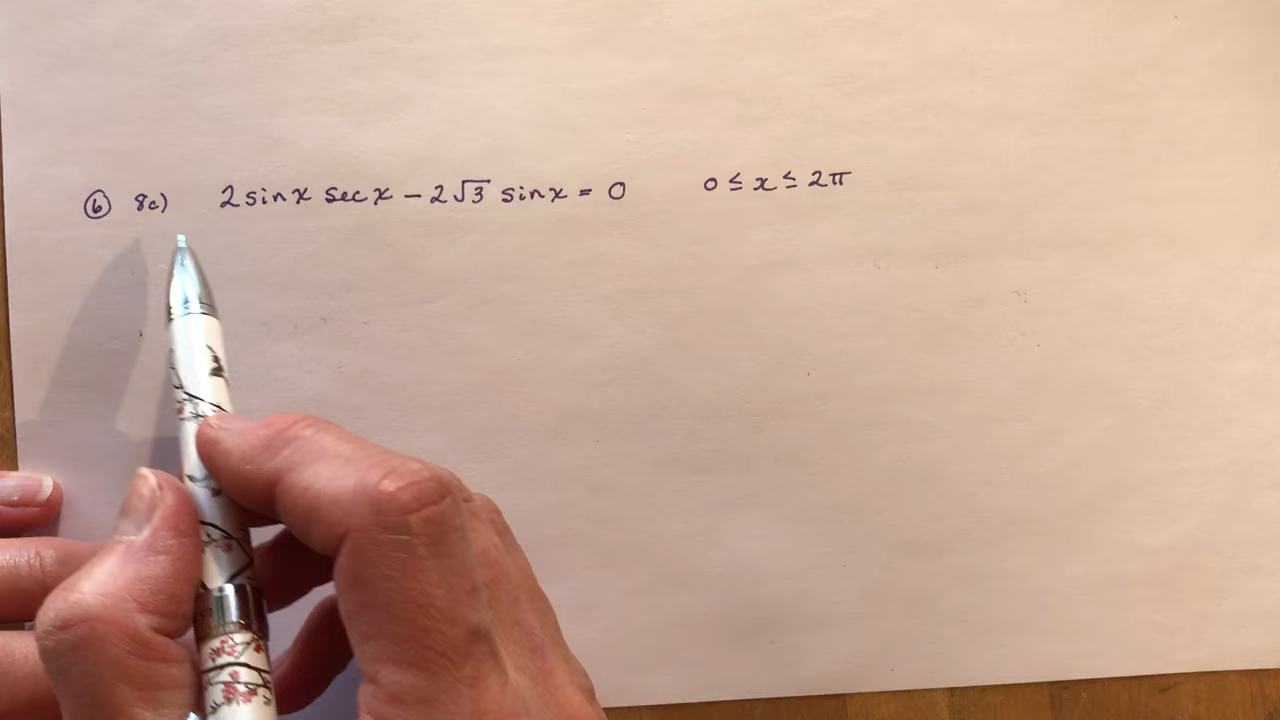 ⑥ 8c) 2 sin x sec x - 2√3 sin x = 0 0 ≤ x ≤ 2π